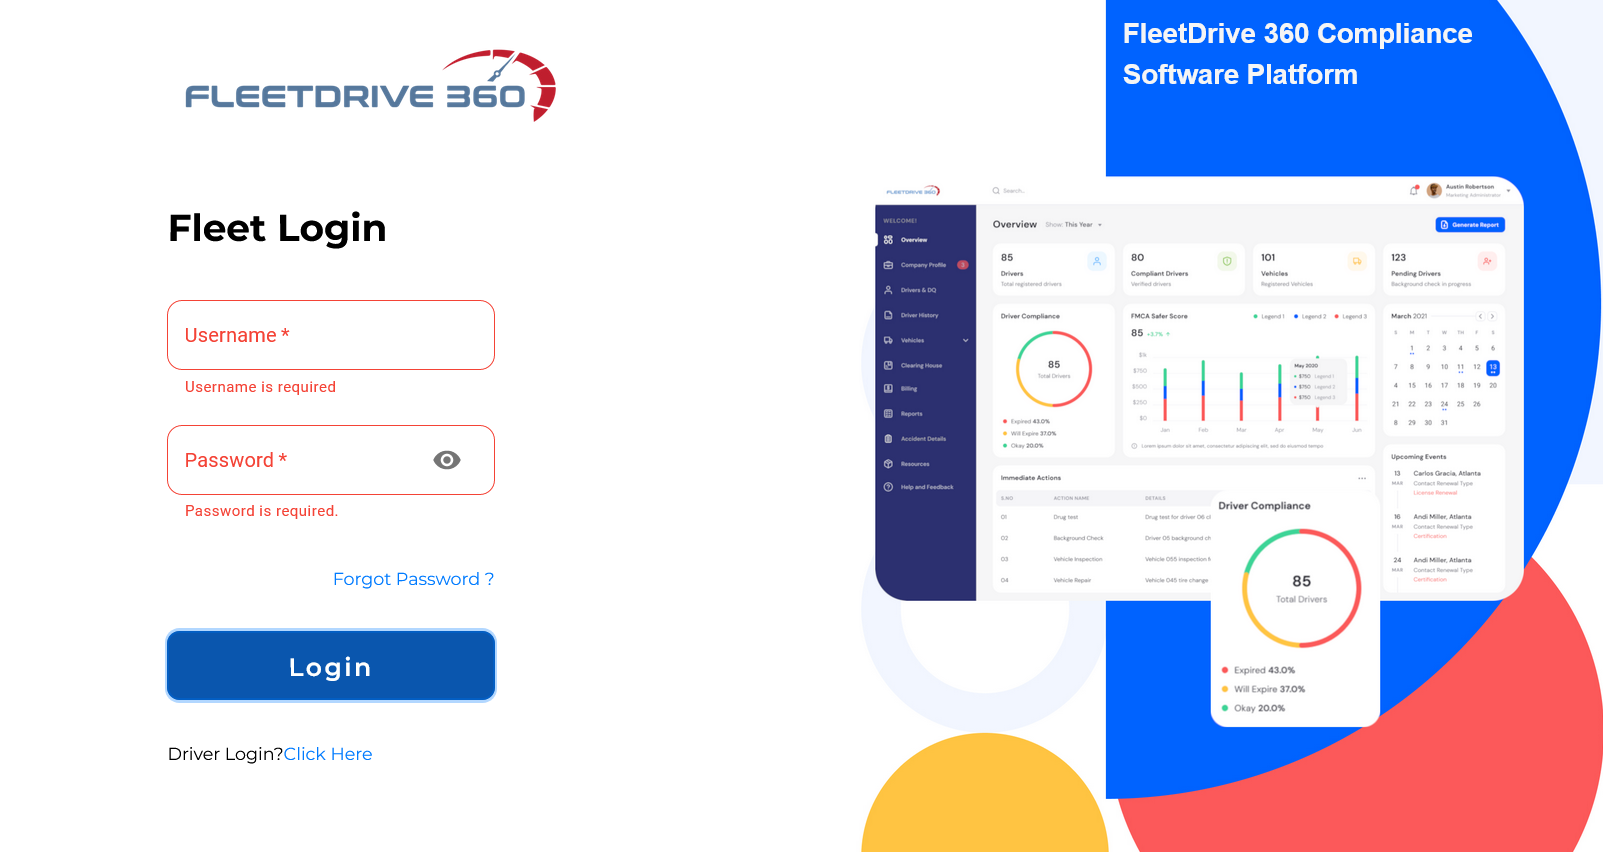 FLEETDRIVE 360
Fleet Login
Username *
Username is required
Password *
Password is required.
Forgot Password ?
Login
Driver Login?Click Here
FleetDrive 360 Compliance
Software Platform
FLEETDRIVE 360
Search..
Austin Robertson
Marketing Administrator
WELCOME!
Overview
Company Profile
Drivers & DQ
Driver History
Vehicles
Clearing House
Billing
Reports
Accident Details
Resources
Help and Feedback
Overview
Show: This Year
Generate Report
85
Drivers
Total registered drivers
80
Compliant Drivers
Verified drivers
101
Vehicles
Registered Vehicles
123
Pending Drivers
Background check in progress
Driver Compliance
85
Total Drivers
Expired 43.0%
Will Expire 37.0%
Okay 20.0%
FMCA Safer Score
Legend 1 Legend 2 Legend 3
85 +3.7%
$1k
$750
$500
$250
$0
May 2020
$750 Legend 1
$750 Legend 2
$750 Legend 3
Jan Feb Mar Apr May Jun
Lorem ipsum dolor sit amet, consectetur adipiscing elit, sed do eiusmod tempor
March 2021
S M T W TH F S
1 2 3 4 5 6
7 8 9 10 11 12 13
4 15 16 17 18 19 20
21 22 23 24 25 26
8 29 30 31
Immediate Actions
S.NO ACTION NAME DETAILS
01 Drug test Drug test for driver 06
02 Background Check Driver 05 background
03 Vehicle Inspection Vehicle 055 inspection
04 Vehicle Repair Vehicle 045 tire change
Upcoming Events
13 Carlos Gracia, Atlanta
MAR Contact Renewal Type
License Renewal
16 Andi Miller, Atlanta
MAR Contact Renewal Type
Certification
24 Andi Miller, Atlanta
MAR Contact Renewal Type
Certification
Driver Compliance
85
Total Drivers
Expired 43.0%
Will Expire 37.0%
Okay 20.0%